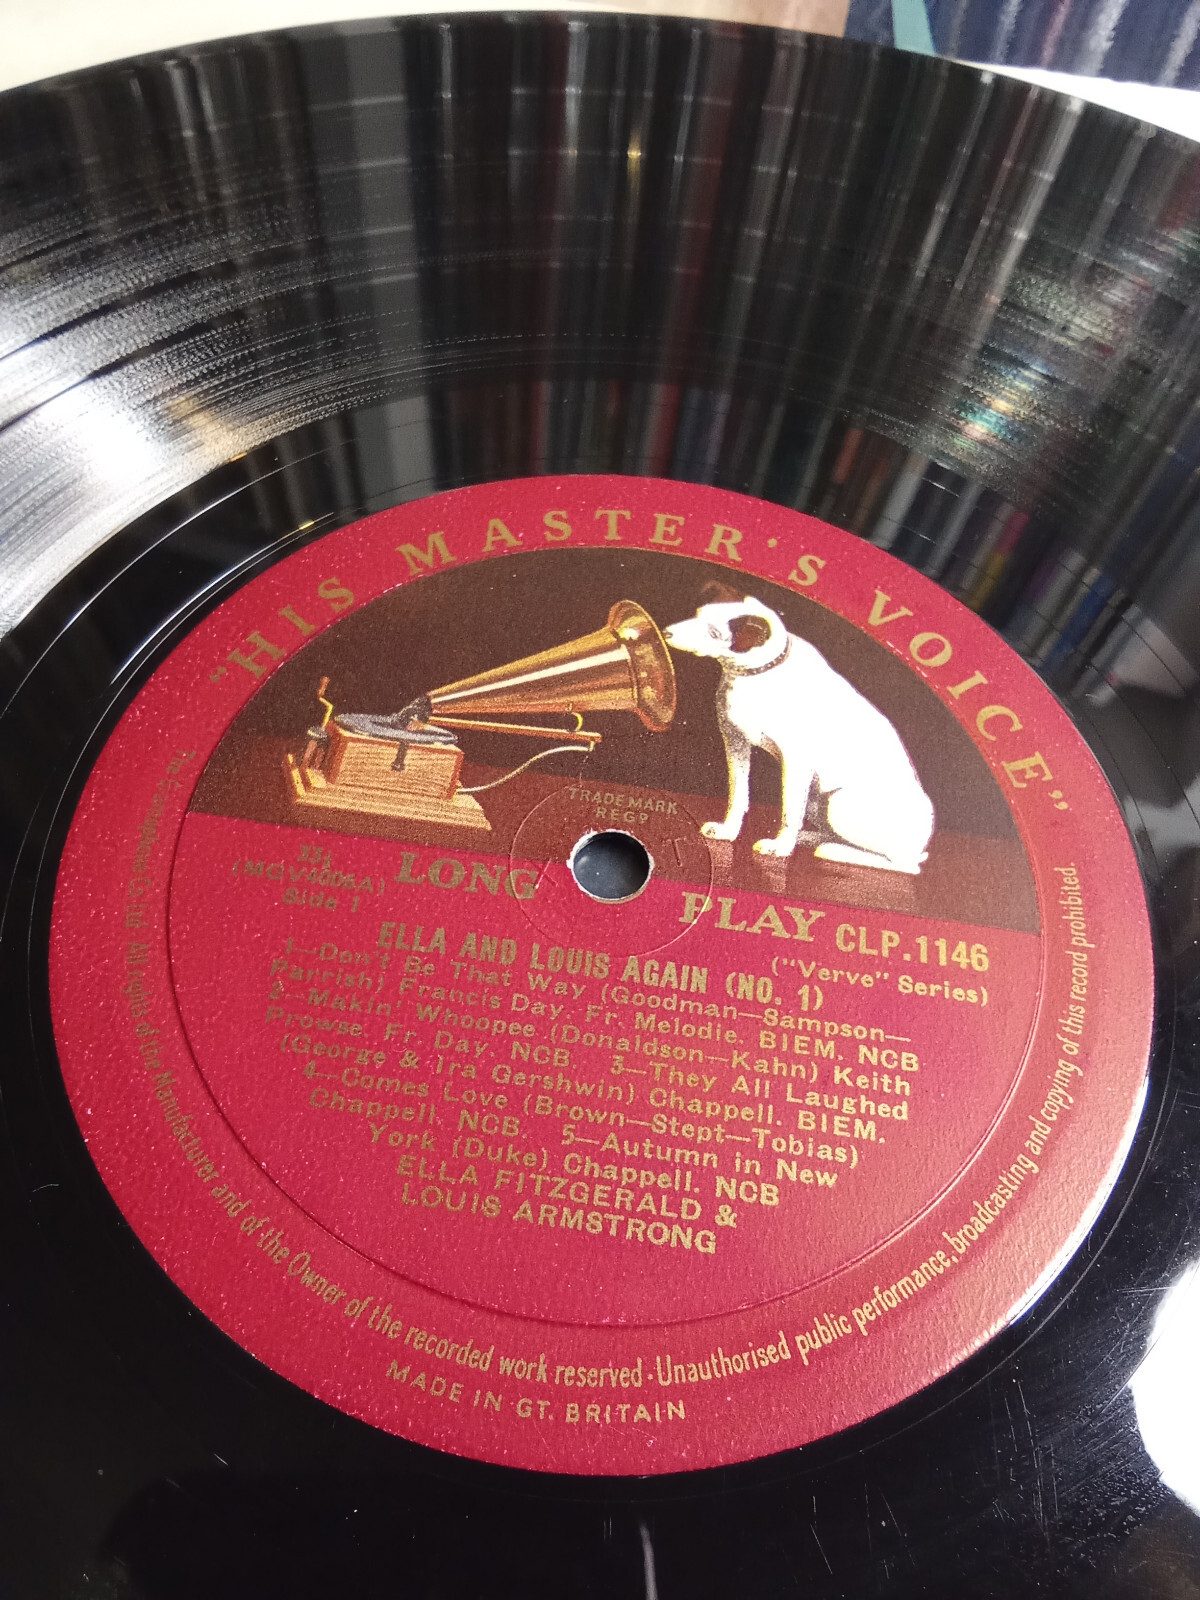 "HIS MASTER'S VOICE"
TRADE MARK
REGD
33⅓
(MGV4006A)
Side 1
LONG PLAY
CLP.1146
("Verve" Series)
ELLA AND LOUIS AGAIN (NO. 1)
1—Don't Be That Way (Goodman—Sampson—
Parrish) Francis Day. Fr. Melodie. BIEM. NCB
2—Makin' Whoopee (Donaldson—Kahn) Keith
Prowse. Fr. Day. NCB. 3—They All Laughed
(George & Ira Gershwin) Chappell. BIEM.
4—Comes Love (Brown—Stept—Tobias)
Chappell. NCB. 5—Autumn in New
York (Duke) Chappell. NCB
ELLA FITZGERALD &
LOUIS ARMSTRONG
The Gramophone Co. Ltd. All rights of the Manufacturer and of the Owner of the recorded work reserved · Unauthorised public performance, broadcasting and copying of this record prohibited.
MADE IN GT. BRITAIN